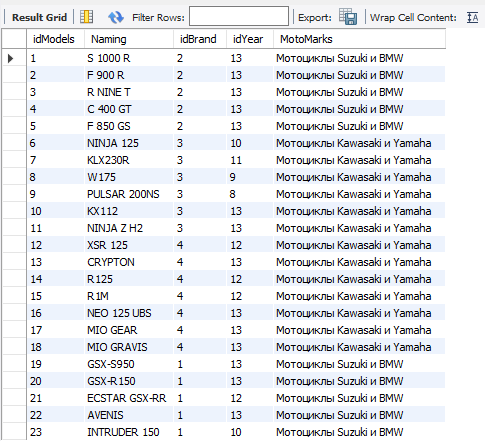 Result Grid Filter Rows: Export: Wrap Cell Content: IA
idModels Naming idBrand idYear MotoMarks
1 S 1000 R 2 13 Мотоциклы Suzuki и BMW
2 F 900 R 2 13 Мотоциклы Suzuki и BMW
3 R NINE T 2 13 Мотоциклы Suzuki и BMW
4 C 400 GT 2 13 Мотоциклы Suzuki и BMW
5 F 850 GS 2 13 Мотоциклы Suzuki и BMW
6 NINJA 125 3 10 Мотоциклы Kawasaki и Yamaha
7 KLX230R 3 11 Мотоциклы Kawasaki и Yamaha
8 W175 3 9 Мотоциклы Kawasaki и Yamaha
9 PULSAR 200NS 3 8 Мотоциклы Kawasaki и Yamaha
10 KX112 3 13 Мотоциклы Kawasaki и Yamaha
11 NINJA Z H2 3 13 Мотоциклы Kawasaki и Yamaha
12 XSR 125 4 12 Мотоциклы Kawasaki и Yamaha
13 CRYPTON 4 13 Мотоциклы Kawasaki и Yamaha
14 R125 4 12 Мотоциклы Kawasaki и Yamaha
15 R1M 4 12 Мотоциклы Kawasaki и Yamaha
16 NEO 125 UBS 4 13 Мотоциклы Kawasaki и Yamaha
17 MIO GEAR 4 13 Мотоциклы Kawasaki и Yamaha
18 MIO GRAVIS 4 13 Мотоциклы Kawasaki и Yamaha
19 GSX-S950 1 13 Мотоциклы Suzuki и BMW
20 GSX-R150 1 13 Мотоциклы Suzuki и BMW
21 ECSTAR GSX-RR 1 12 Мотоциклы Suzuki и BMW
22 AVENIS 1 13 Мотоциклы Suzuki и BMW
23 INTRUDER 150 1 10 Мотоциклы Suzuki и BMW